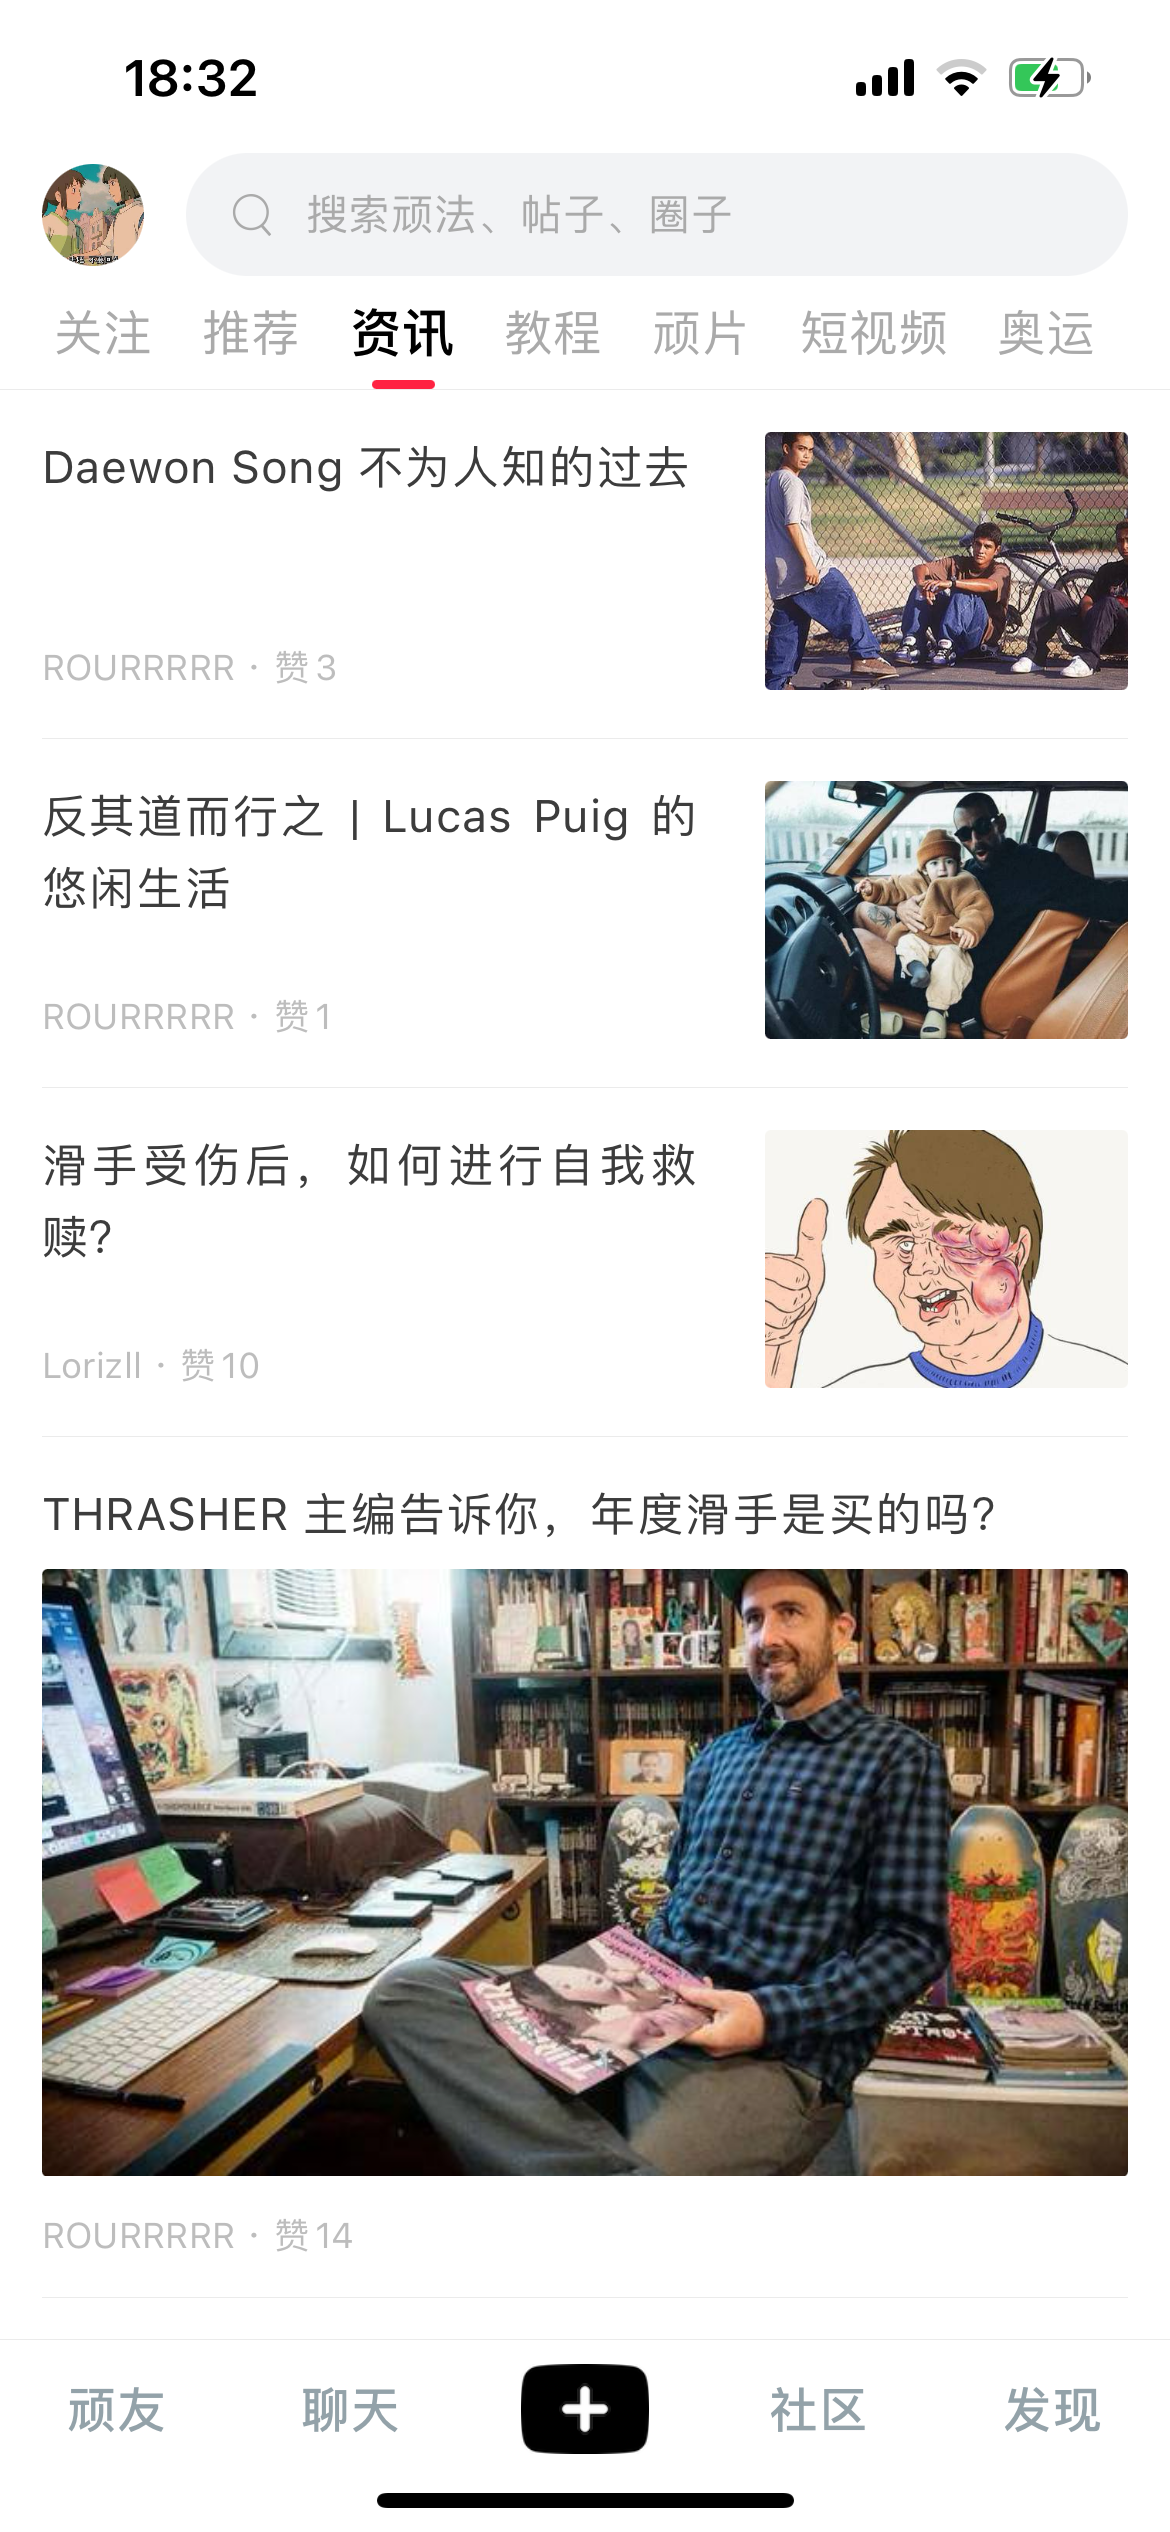 18:32
搜索顽法、帖子、圈子
关注 推荐 资讯 教程 顽片 短视频 奥运
Daewon Song 不为人知的过去
ROURRRRR · 赞 3
反其道而行之 | Lucas Puig 的
悠闲生活
ROURRRRR · 赞 1
滑手受伤后，如何进行自我救
赎？
Lorizll · 赞 10
THRASHER 主编告诉你，年度滑手是买的吗？
ROURRRRR · 赞 14
顽友 聊天 社区 发现